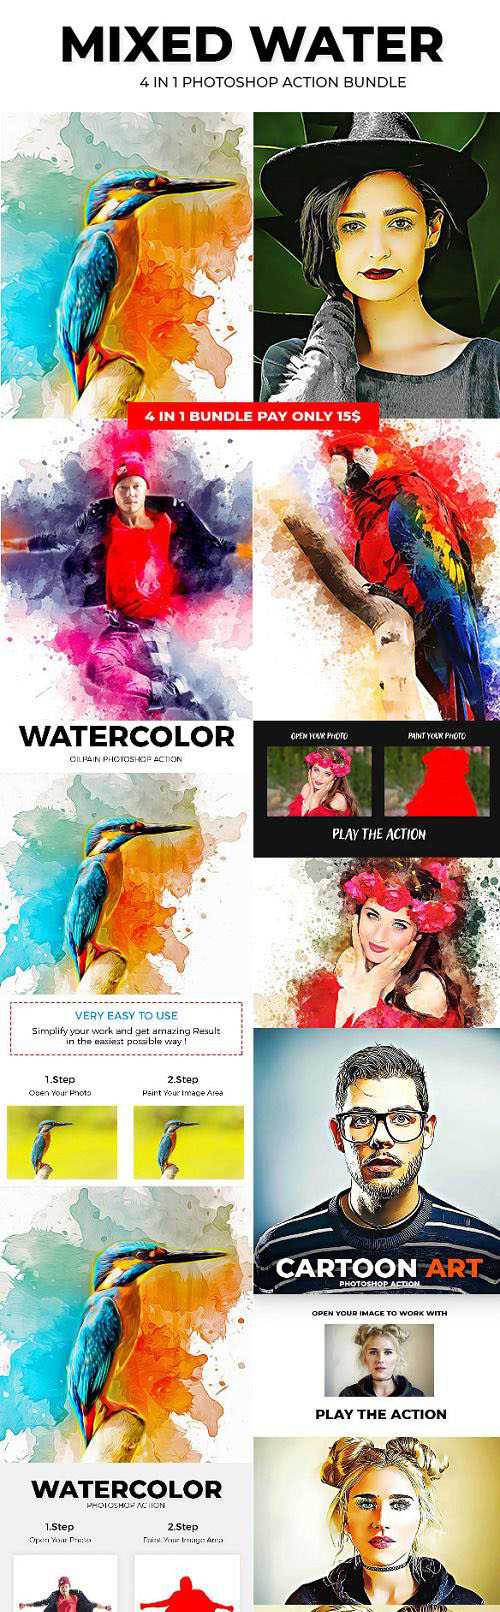 MIXED WATER
4 IN 1 PHOTOSHOP ACTION BUNDLE
4 IN 1 BUNDLE PAY ONLY 15$
WATERCOLOR
OILPAIN PHOTOSHOP ACTION
OPEN YOUR PHOTO
PAINT YOUR PHOTO
PLAY THE ACTION
VERY EASY TO USE
Simplify your work and get amazing Result
in the easiest possible way !
1.Step
2.Step
Open Your Photo
Paint Your Image Area
CARTOON ART
PHOTOSHOP ACTION
OPEN YOUR IMAGE TO WORK WITH
PLAY THE ACTION
WATERCOLOR
PHOTOSHOP ACTION
1.Step
2.Step
Open Your Photo
Paint Your Image Area